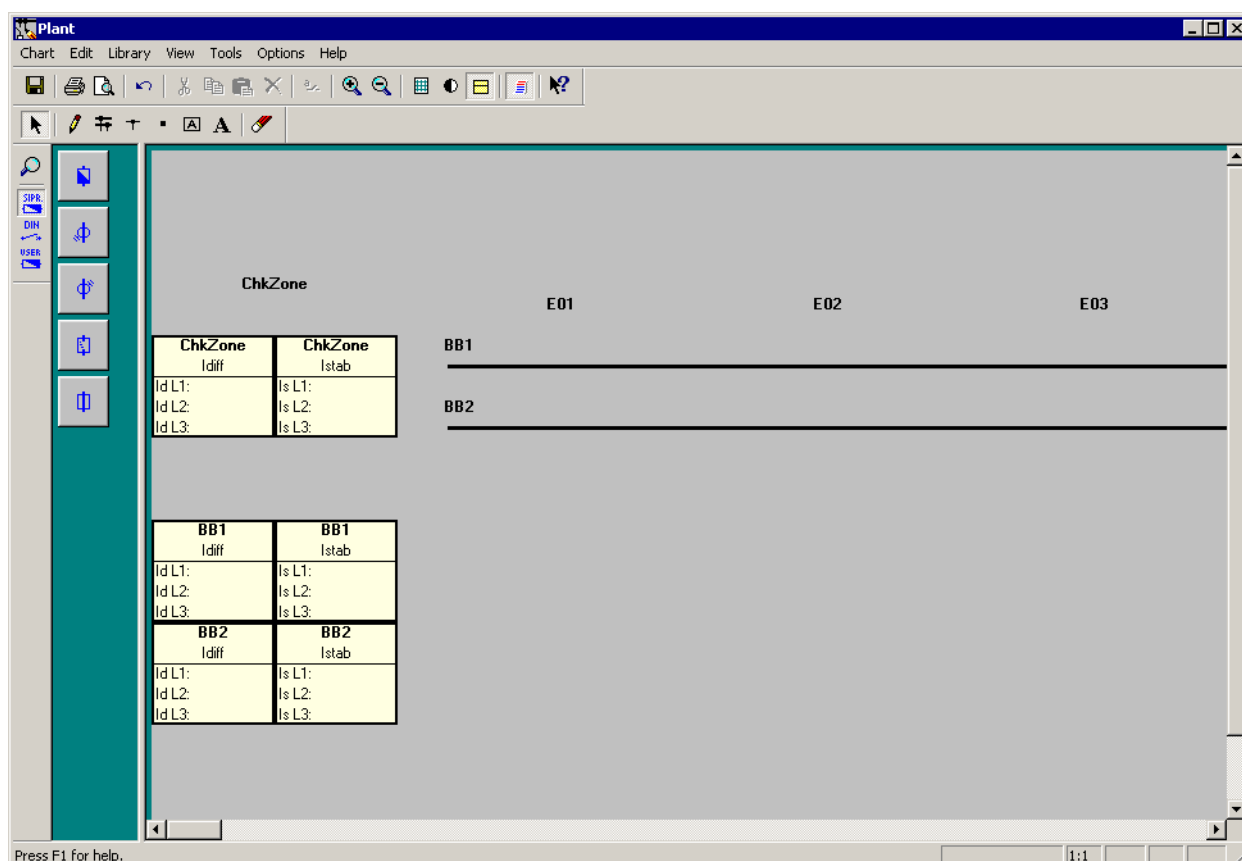 Plant
Chart Edit Library View Tools Options Help
A A
SIPR.
DIN
USER
ChkZone
E01 E02 E03
ChkZone ChkZone BB1
Idiff Istab
Id L1: Is L1:
Id L2: Is L2: BB2
Id L3: Is L3:
BB1 BB1
Idiff Istab
Id L1: Is L1:
Id L2: Is L2:
Id L3: Is L3:
BB2 BB2
Idiff Istab
Id L1: Is L1:
Id L2: Is L2:
Id L3: Is L3:
Press F1 for help. 1:1